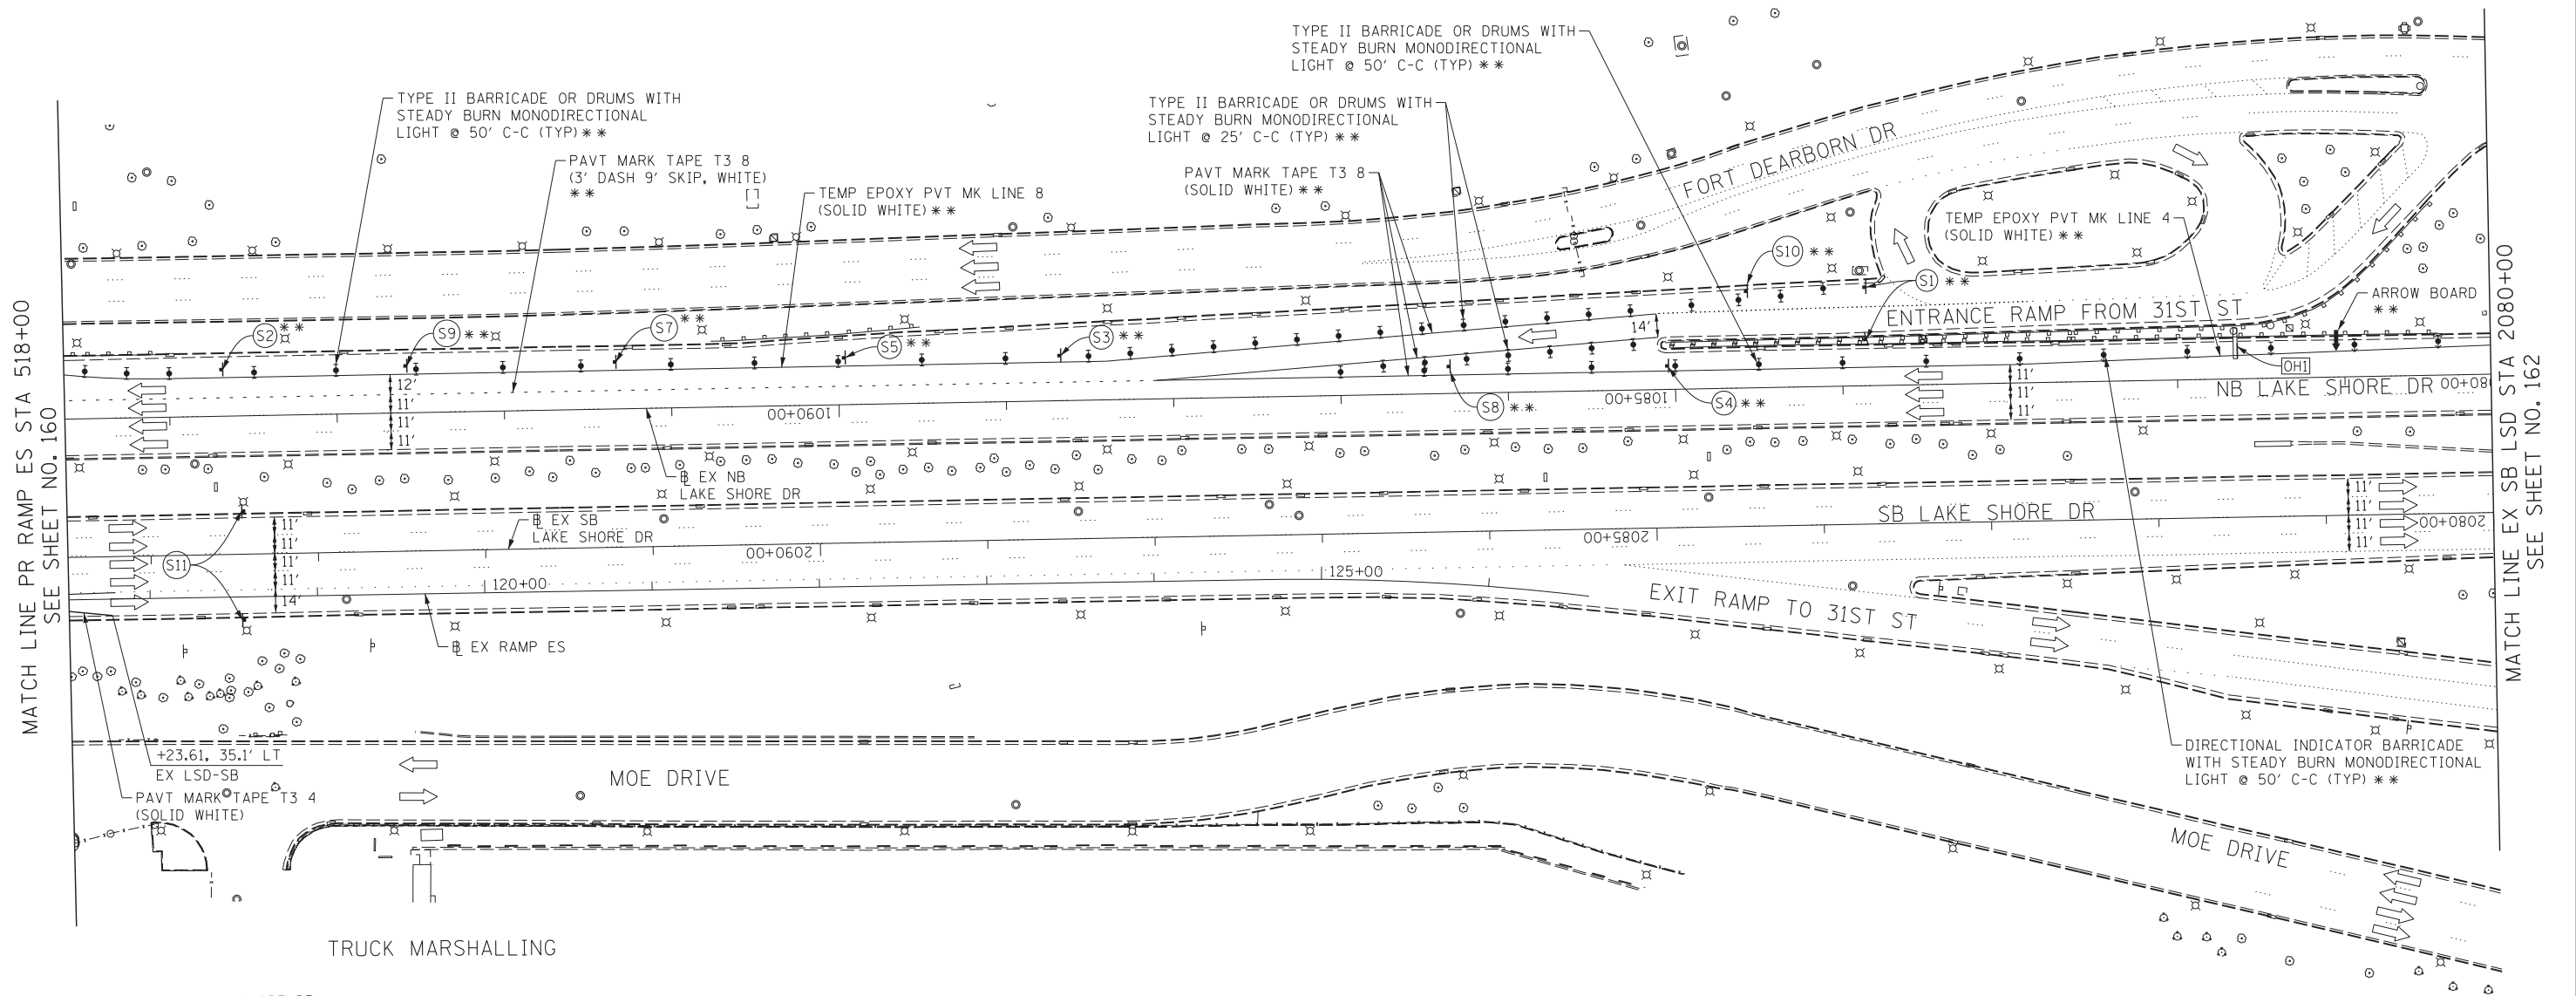 TYPE II BARRICADE OR DRUMS WITH
STEADY BURN MONODIRECTIONAL
LIGHT @ 50' C-C (TYP) **
TYPE II BARRICADE OR DRUMS WITH
STEADY BURN MONODIRECTIONAL
LIGHT @ 25' C-C (TYP) **
PAVT MARK TAPE T3 8
(SOLID WHITE) **
TYPE II BARRICADE OR DRUMS WITH
STEADY BURN MONODIRECTIONAL
LIGHT @ 50' C-C (TYP) **
PAVT MARK TAPE T3 8
(3' DASH 9' SKIP, WHITE)
**
TEMP EPOXY PVT MK LINE 8
(SOLID WHITE) **
FORT DEARBORN DR
TEMP EPOXY PVT MK LINE 4
(SOLID WHITE) **
S10 **
S1 **
ARROW BOARD
**
ENTRANCE RAMP FROM 31ST ST
14'
S2 **
S9 **
S7 **
S5 **
S3 **
S8 **
S4 **
OH1
12'
11'
11'
11'
11'
11'
11'
1090+00
1085+00
1080+00
NB LAKE SHORE DR
℄ EX NB
LAKE SHORE DR
℄ EX SB
LAKE SHORE DR
SB LAKE SHORE DR
11'
11'
11'
11'
14'
11'
11'
11'
11'
S11
2090+00
2085+00
2080+00
120+00
125+00
EXIT RAMP TO 31ST ST
℄ EX RAMP ES
+23.61, 35.1' LT
EX LSD-SB
PAVT MARK TAPE T3 4
(SOLID WHITE)
MOE DRIVE
DIRECTIONAL INDICATOR BARRICADE
WITH STEADY BURN MONODIRECTIONAL
LIGHT @ 50' C-C (TYP) **
MOE DRIVE
TRUCK MARSHALLING
MATCH LINE PR RAMP ES STA 518+00
SEE SHEET NO. 160
MATCH LINE EX SB LSD STA 2080+00
SEE SHEET NO. 162